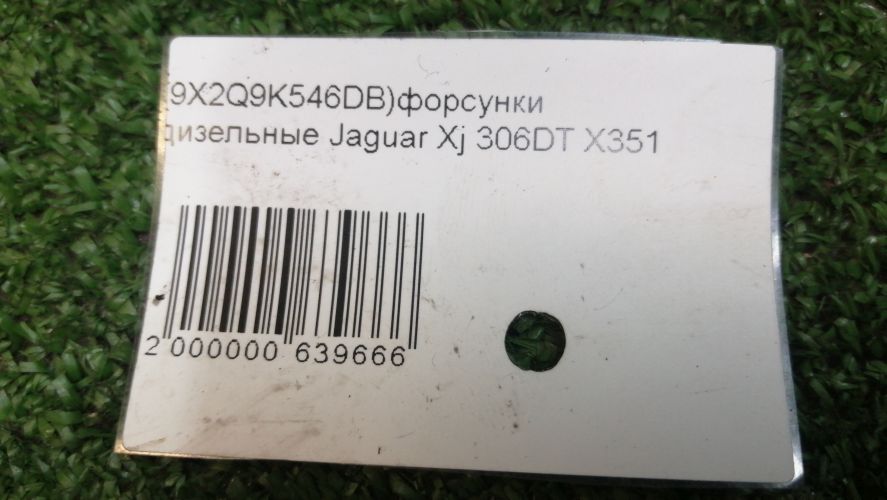 9X2Q9K546DB)форсунки
дизельные Jaguar Xj 306DT X351
2 000000 639666